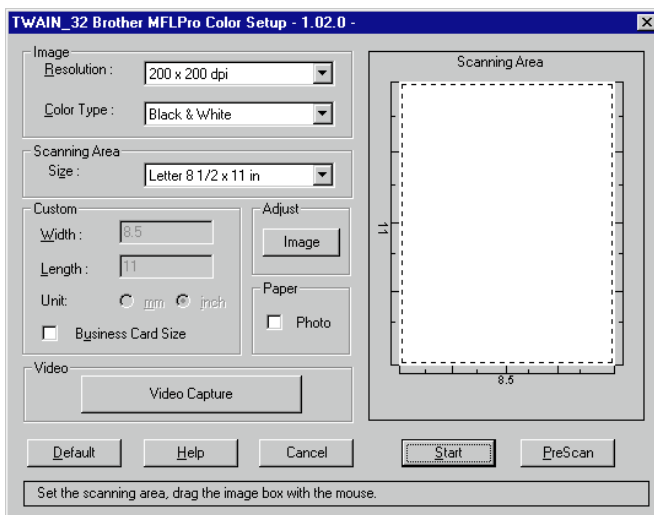 TWAIN_32 Brother MFLPro Color Setup - 1.02.0 -
Image
Resolution :
200 x 200 dpi
Color Type :
Black & White
Scanning Area
Size :
Letter 8 1/2 x 11 in
Custom
Width :
8.5
Length :
11
Unit:
mm
inch
Business Card Size
Adjust
Image
Paper
Photo
Video
Video Capture
Scanning Area
11
8.5
Default
Help
Cancel
Start
PreScan
Set the scanning area, drag the image box with the mouse.